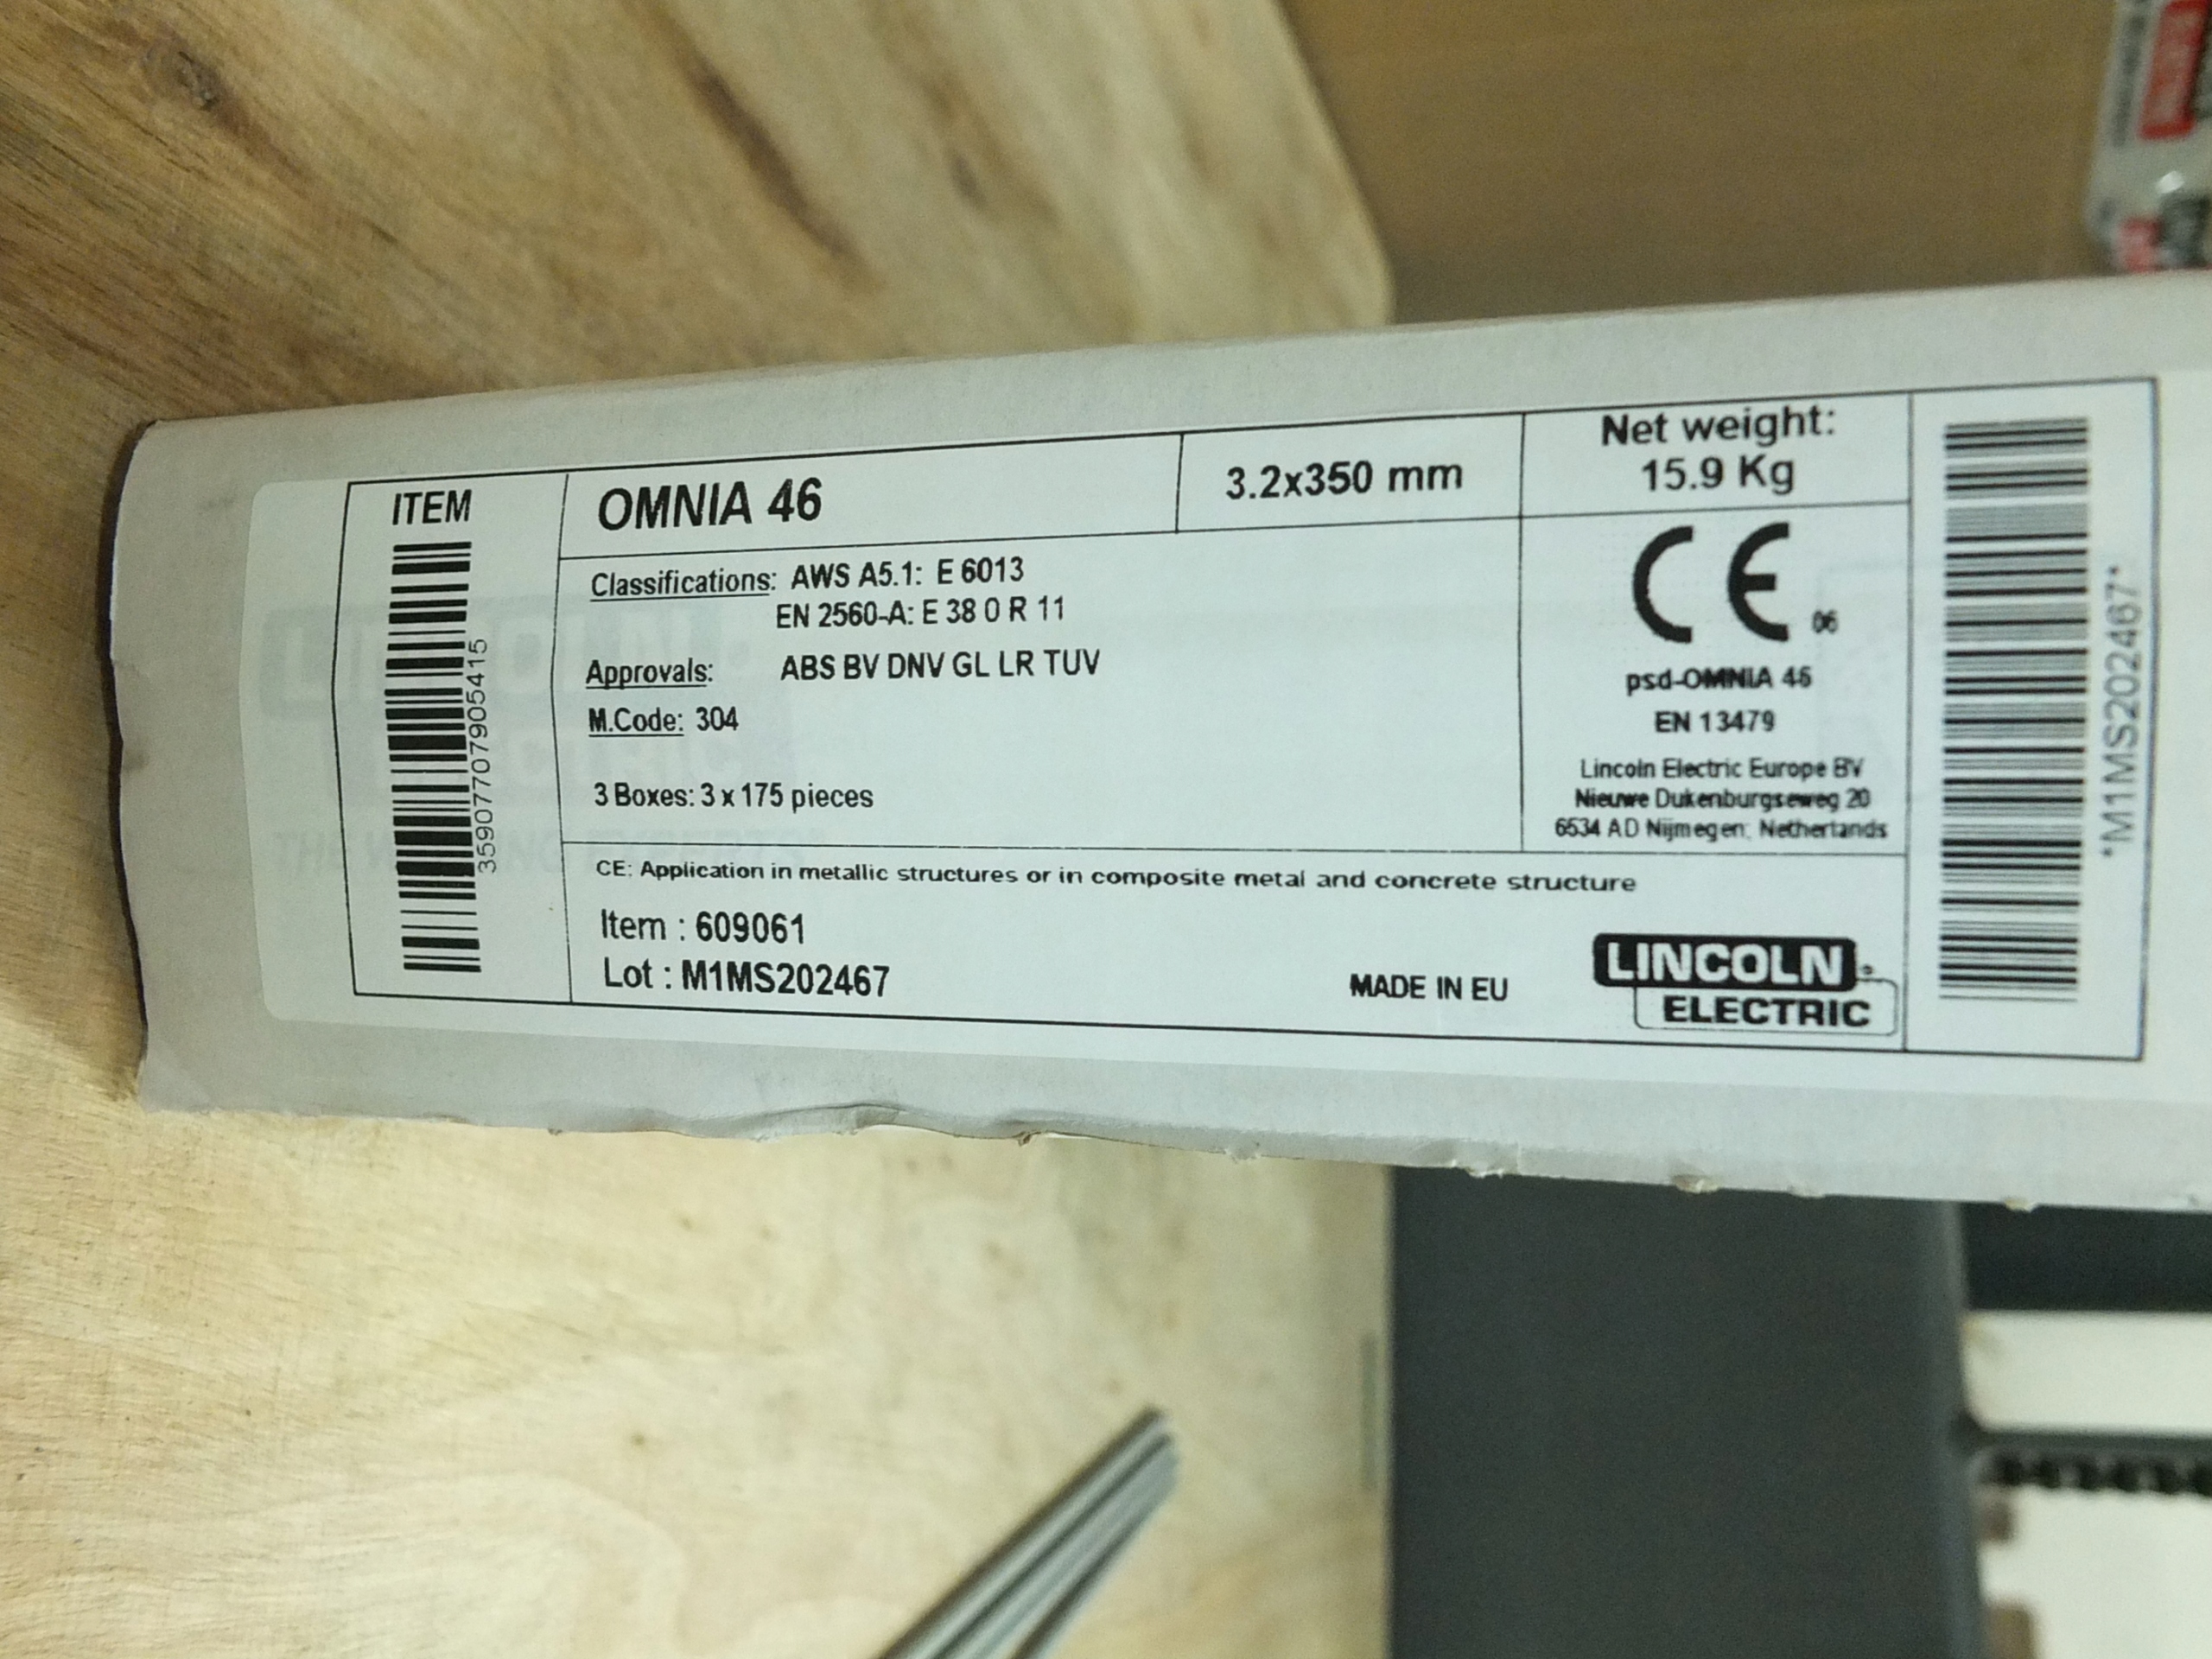 ITEM
3590770790541 5
OMNIA 46
3.2x350 mm
Net weight:
15.9 Kg
Classifications: AWS A5.1: E 6013
EN 2560-A: E 38 0 R 11
Approvals: ABS BV DNV GL LR TUV
M.Code: 304
3 Boxes: 3 x 175 pieces
CE 06
psd-OMNIA 46
EN 13479
Lincoln Electric Europe BV
Nieuwe Dukenburgseweg 20
6534 AD Nijmegen; Netherlands
CE: Application in metallic structures or in composite metal and concrete structure
Item : 609061
Lot : M1MS202467
MADE IN EU
LINCOLN®
ELECTRIC
*M1MS202467*